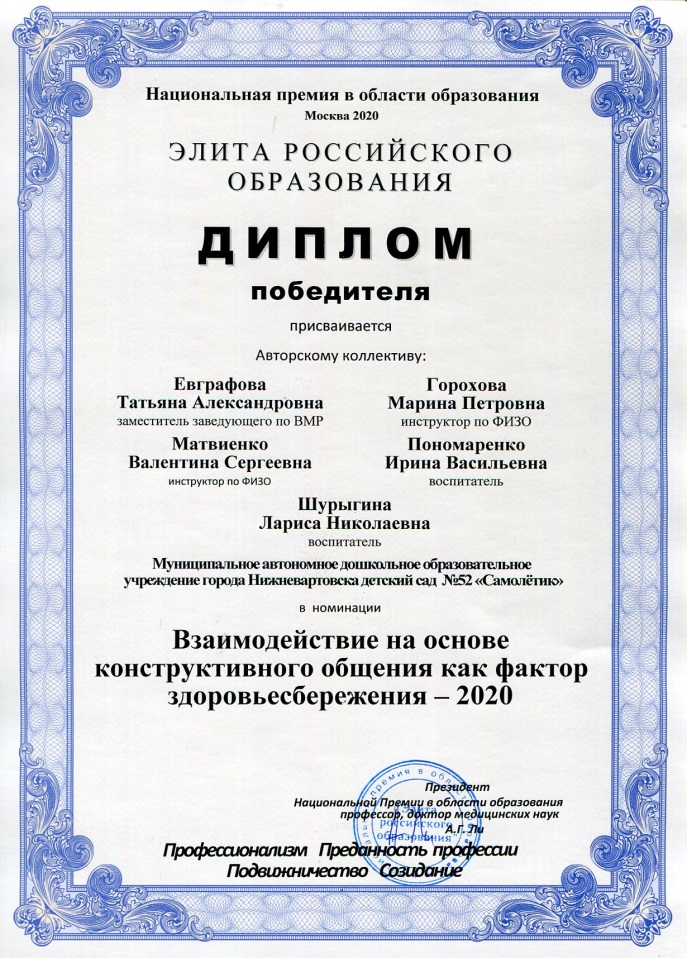 Национальная премия в области образования
Москва 2020
ЭЛИТА РОССИЙСКОГО
ОБРАЗОВАНИЯ
ДИПЛОМ
победителя
присваивается
Авторскому коллективу:
Евграфова
Татьяна Александровна
заместитель заведующего по ВМР
Горохова
Марина Петровна
инструктор по ФИЗО
Матвиенко
Валентина Сергеевна
инструктор по ФИЗО
Пономаренко
Ирина Васильевна
воспитатель
Шурыгина
Лариса Николаевна
воспитатель
Муниципальное автономное дошкольное образовательное
учреждение города Нижневартовска детский сад №52 «Самолётик»
в номинации
Взаимодействие на основе
конструктивного общения как фактор
здоровьесбережения – 2020
Президент
Национальной Премии в области образования
профессор, доктор медицинских наук
А.Г. Ли
Профессионализм Преданность профессии
Подвижничество Созидание
премия в
Элита
российского
образования